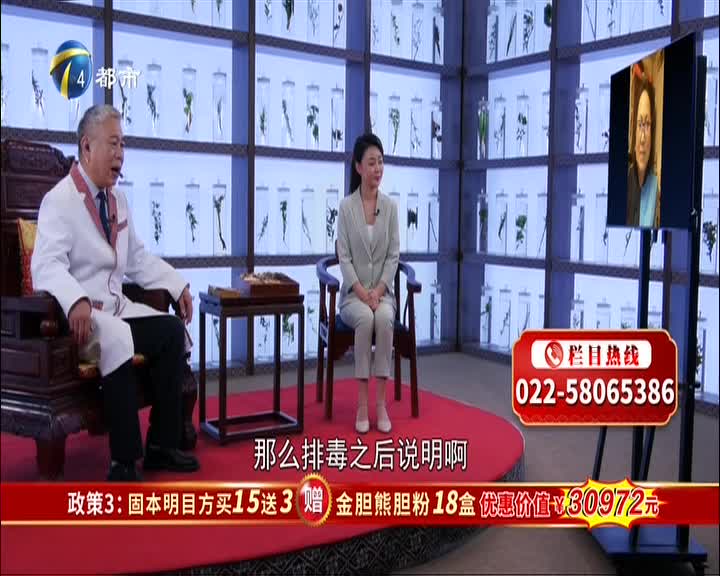 4 都市
栏目热线
022-58065386
那么排毒之后说明啊
政策3：固本明目方买15送3 赠 金胆熊胆粉18盒 优惠价值¥30972元